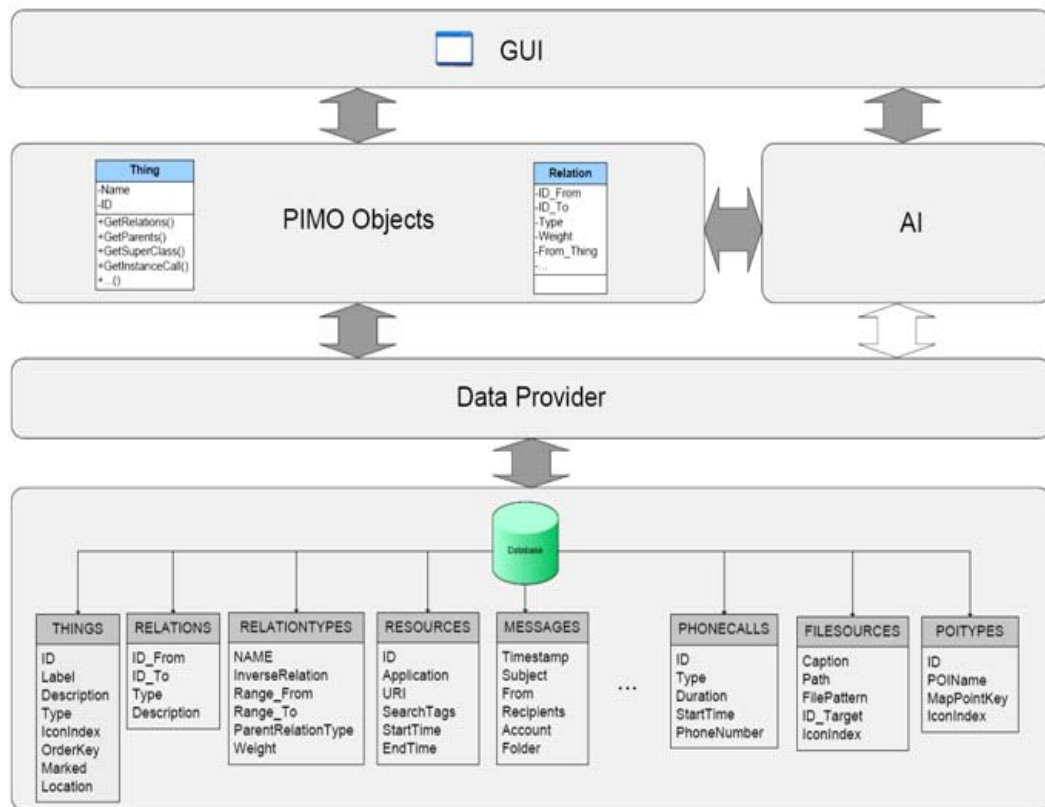 GUI
Thing
-Name
-ID
+GetRelations()
+GetParents()
+GetSuperClass()
+GetInstanceCall()
+...()
PIMO Objects
Relation
-ID_From
-ID_To
-Type
-Weight
-From_Thing
-...
AI
Data Provider
Database
THINGS
ID
Label
Description
Type
IconIndex
OrderKey
Marked
Location
RELATIONS
ID_From
ID_To
Type
Description
RELATIONTYPES
NAME
InverseRelation
Range_From
Range_To
ParentRelationType
Weight
RESOURCES
ID
Application
URI
SearchTags
StartTime
EndTime
MESSAGES
Timestamp
Subject
From
Recipients
Account
Folder
...
PHONECALLS
ID
Type
Duration
StartTime
PhoneNumber
FILESOURCES
Caption
Path
FilePattern
ID_Target
IconIndex
POITYPES
ID
POIName
MapPointKey
IconIndex